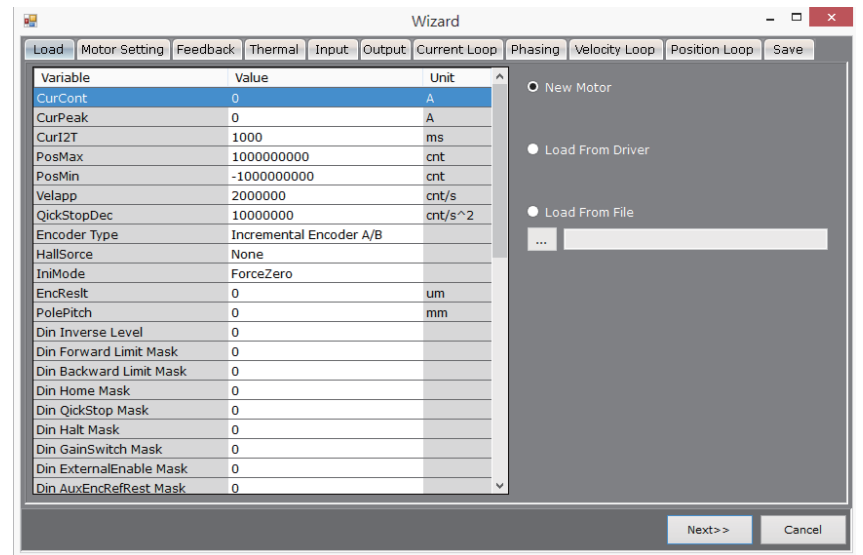 Wizard
Load Motor Setting Feedback Thermal Input Output Current Loop Phasing Velocity Loop Position Loop Save
Variable Value Unit
CurCont 0 A
CurPeak 0 A
CurI2T 1000 ms
PosMax 1000000000 cnt
PosMin -1000000000 cnt
Velapp 2000000 cnt/s
QickStopDec 10000000 cnt/s^2
Encoder Type Incremental Encoder A/B
HallSorce None
IniMode ForceZero
EncReslt 0 um
PolePitch 0 mm
Din Inverse Level 0
Din Forward Limit Mask 0
Din Backward Limit Mask 0
Din Home Mask 0
Din QickStop Mask 0
Din Halt Mask 0
Din GainSwitch Mask 0
Din ExternalEnable Mask 0
Din AuxEncRefRest Mask 0
New Motor
Load From Driver
Load From File
...
Next>> Cancel